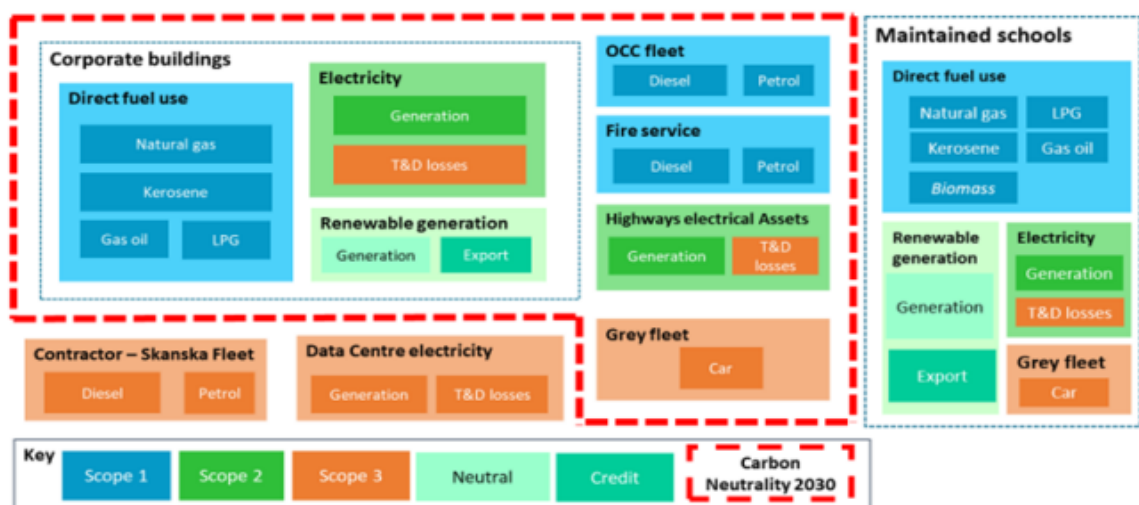 Corporate buildings
Direct fuel use
Natural gas
Kerosene
Gas oil
LPG
Electricity
Generation
T&D losses
Renewable generation
Generation
Export
OCC fleet
Diesel
Petrol
Fire service
Diesel
Petrol
Highways electrical Assets
Generation
T&D
losses
Grey fleet
Car
Contractor – Skanska Fleet
Diesel
Petrol
Data Centre electricity
Generation
T&D losses
Maintained schools
Direct fuel use
Natural gas
LPG
Kerosene
Gas oil
Biomass
Renewable
generation
Generation
Export
Electricity
Generation
T&D losses
Grey fleet
Car
Key
Scope 1
Scope 2
Scope 3
Neutral
Credit
Carbon
Neutrality 2030